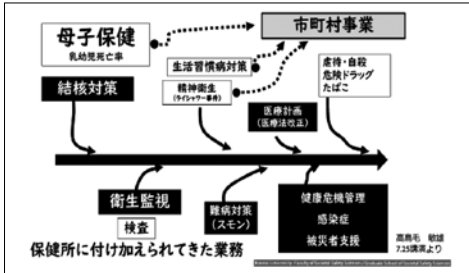 母子保健
乳幼児死亡率
市町村事業
生活習慣病対策
虐待・自殺
危険ドラッグ
たばこ
結核対策
精神衛生
(ライシャワー事件)
医療計画
(医療法改正)
衛生監視
検査
難病対策
(スモン)
健康危機管理
感染症
被災者支援
高鳥毛 敏雄
7.25講演より
保健所に付け加えられてきた業務